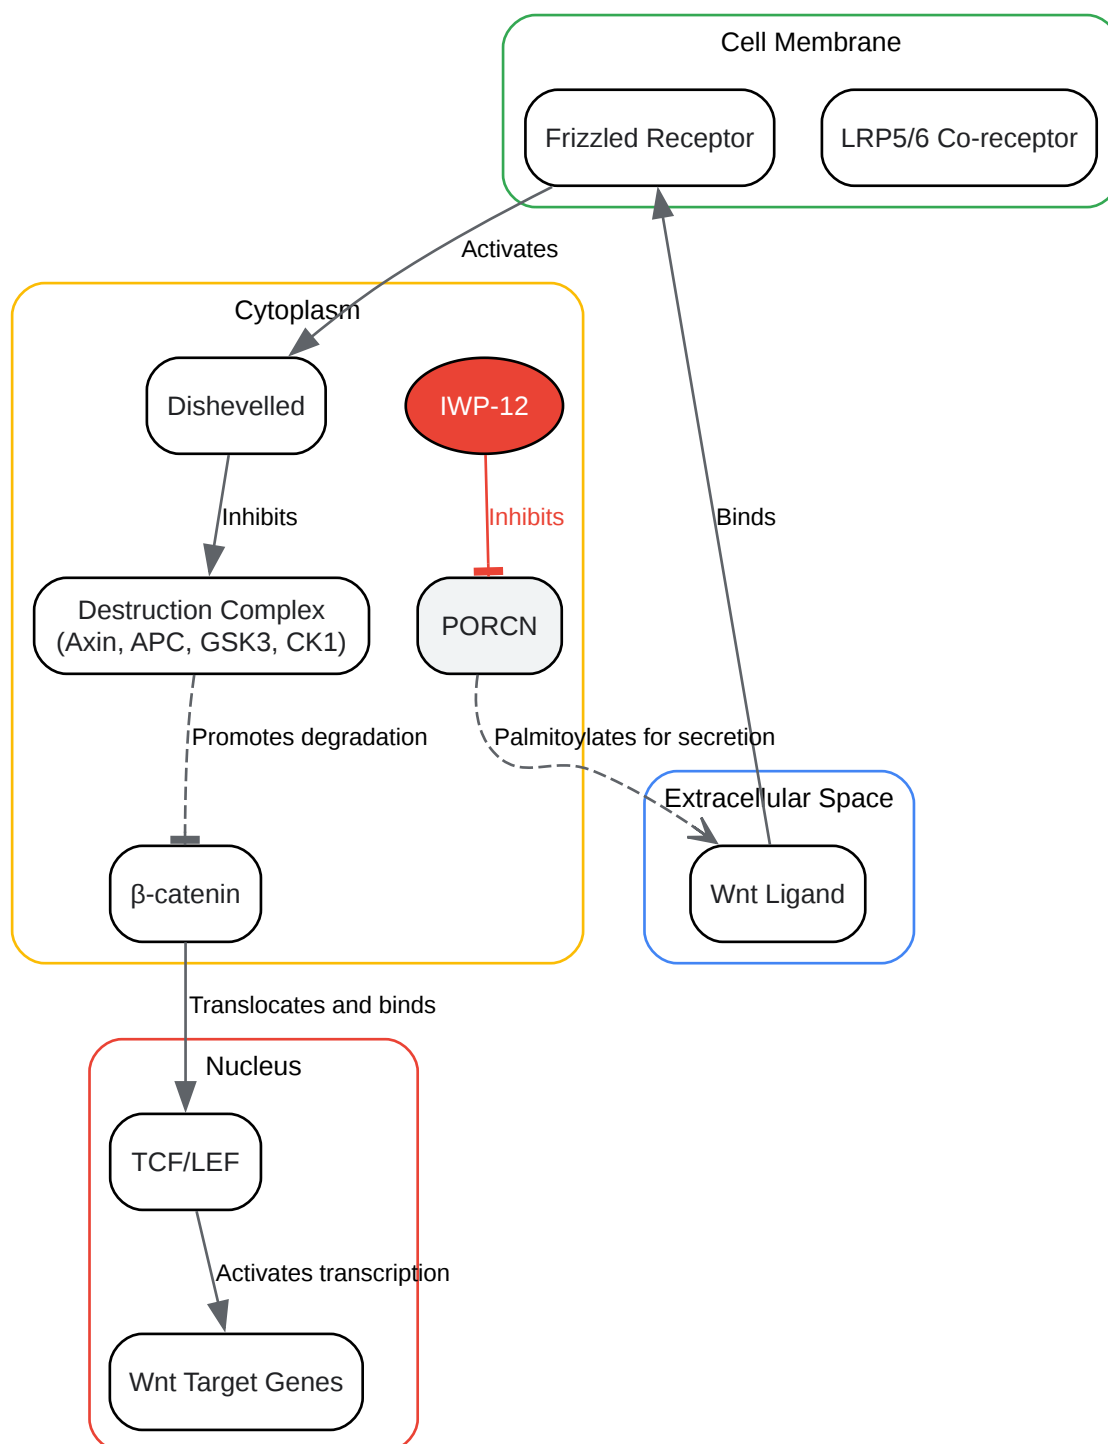 Cell Membrane
Frizzled Receptor
LRP5/6 Co-receptor
Activates
Cytoplasm
Dishevelled
IWP-12
Inhibits
Inhibits
Binds
Destruction Complex
(Axin, APC, GSK3, CK1)
PORCN
Promotes degradation
Palmitoylates for secretion
Extracellular Space
β-catenin
Wnt Ligand
Translocates and binds
Nucleus
TCF/LEF
Activates transcription
Wnt Target Genes